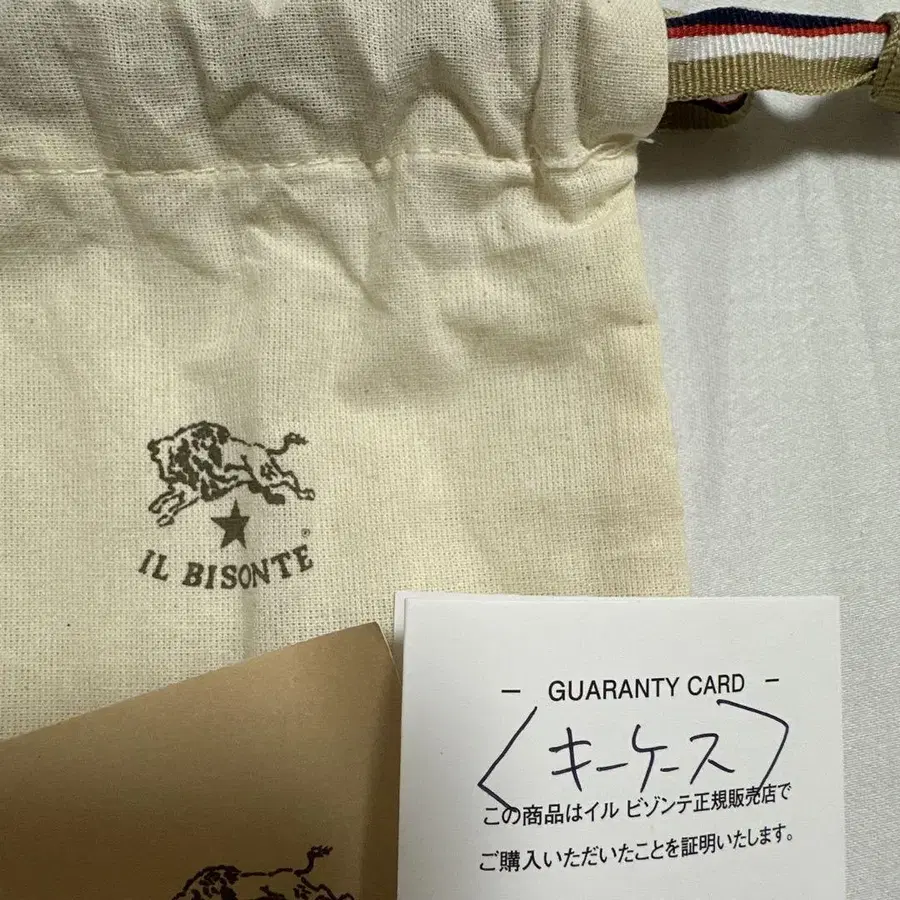 IL BISONTE
- GUARANTY CARD -
〈キーケース〉
この商品はイル ビゾンテ正規販売店で
ご購入いただいたことを証明いたします。